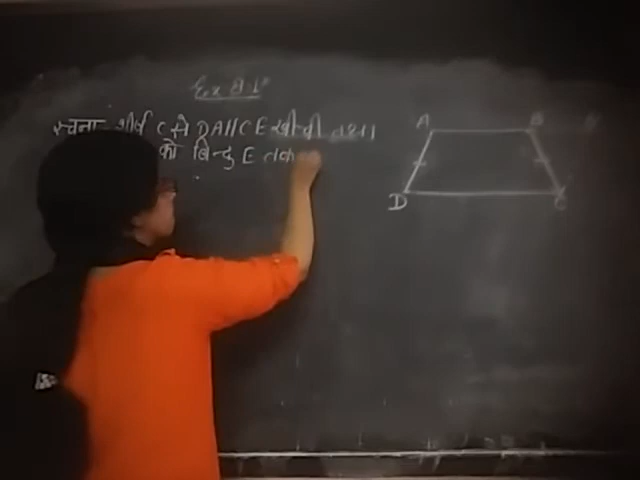 Ex 8.1
रचना शीर्ष C से DA||CE खींची तथा
को बिन्दु E तक
A B
D C